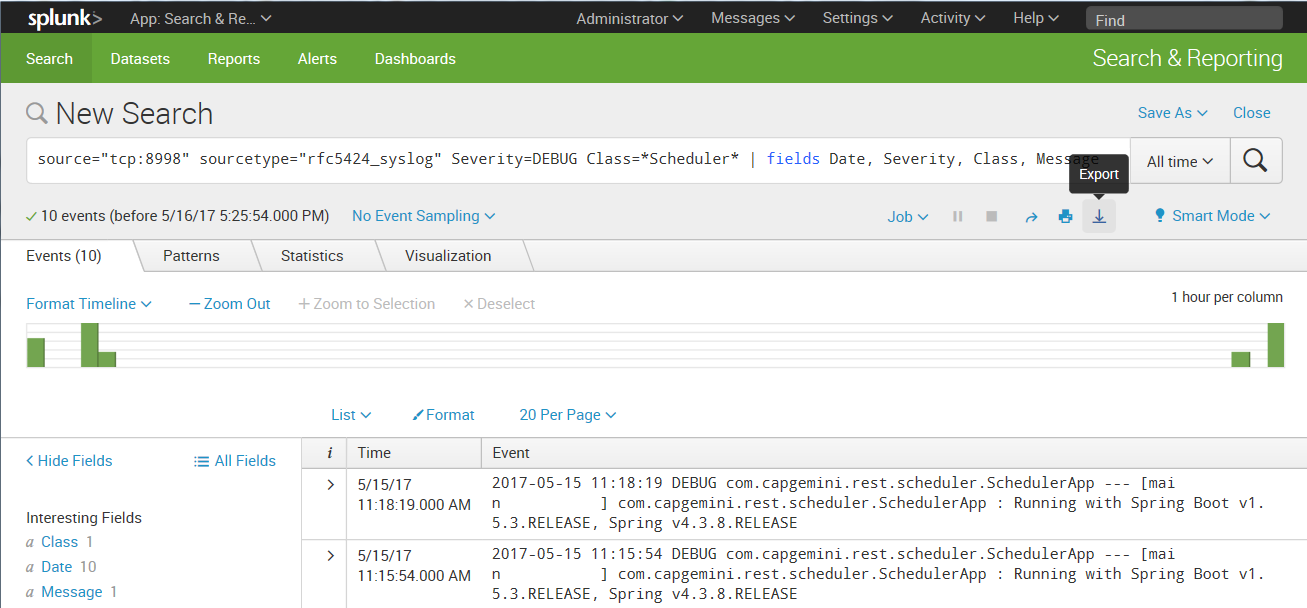 splunk> App: Search & Re... Administrator Messages Settings Activity Help Find
Search Datasets Reports Alerts Dashboards Search & Reporting
New Search Save As Close
source="tcp:8998" sourcetype="rfc5424_syslog" Severity=DEBUG Class=*Scheduler* | fields Date, Severity, Class, Message All time
Export
10 events (before 5/16/17 5:25:54.000 PM) No Event Sampling Job Smart Mode
Events (10) Patterns Statistics Visualization
Format Timeline — Zoom Out + Zoom to Selection × Deselect 1 hour per column
List Format 20 Per Page
< Hide Fields All Fields i Time Event
Interesting Fields
a Class 1
a Date 10
a Message 1
> 5/15/17
11:18:19.000 AM
2017-05-15 11:18:19 DEBUG com.capgemini.rest.scheduler.SchedulerApp --- [mai
n ] com.capgemini.rest.scheduler.SchedulerApp : Running with Spring Boot v1.
5.3.RELEASE, Spring v4.3.8.RELEASE
> 5/15/17
11:15:54.000 AM
2017-05-15 11:15:54 DEBUG com.capgemini.rest.scheduler.SchedulerApp --- [mai
n ] com.capgemini.rest.scheduler.SchedulerApp : Running with Spring Boot v1.
5.3.RELEASE, Spring v4.3.8.RELEASE